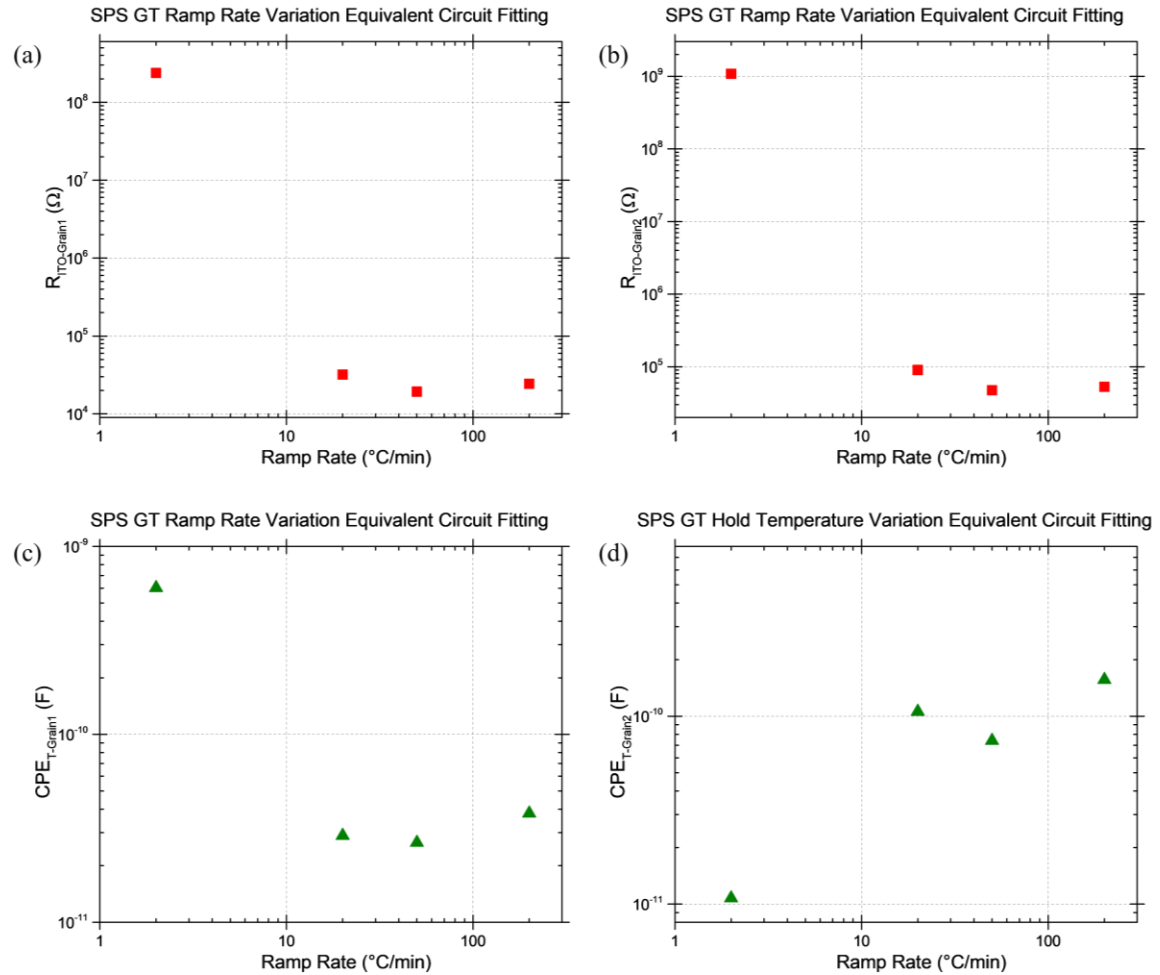 SPS GT Ramp Rate Variation Equivalent Circuit Fitting
(a)
R_ITO-Grain1 (Ω)
10^8
10^7
10^6
10^5
10^4
1 10 100
Ramp Rate (°C/min)
SPS GT Ramp Rate Variation Equivalent Circuit Fitting
(b)
R_ITO-Grain2 (Ω)
10^9
10^8
10^7
10^6
10^5
1 10 100
Ramp Rate (°C/min)
SPS GT Ramp Rate Variation Equivalent Circuit Fitting
(c)
CPE_T-Grain1 (F)
10^-9
10^-10
10^-11
1 10 100
Ramp Rate (°C/min)
SPS GT Hold Temperature Variation Equivalent Circuit Fitting
(d)
CPE_T-Grain2 (F)
10^-10
10^-11
1 10 100
Ramp Rate (°C/min)